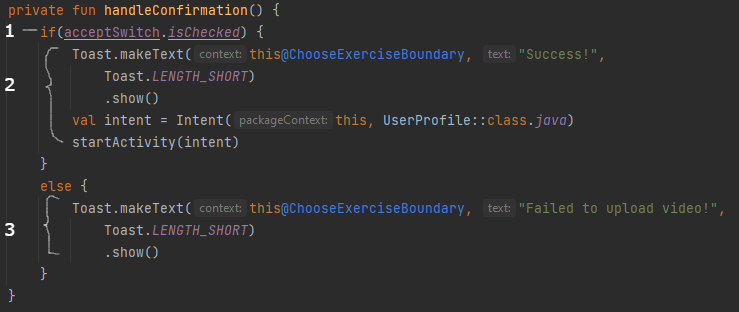 private fun handleConfirmation() {
1 if(acceptSwitch.isChecked) {
Toast.makeText( context: this@ChooseExerciseBoundary, text: "Success!",
2 Toast.LENGTH_SHORT)
.show()
val intent = Intent( packageContext: this, UserProfile::class.java)
startActivity(intent)
}
else {
Toast.makeText( context: this@ChooseExerciseBoundary, text: "Failed to upload video!",
3 Toast.LENGTH_SHORT)
.show()
}
}